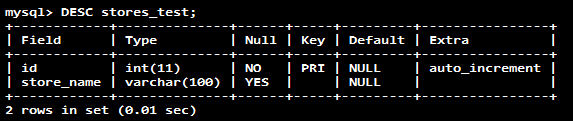 mysql> DESC stores_test;
+------------+--------------+------+-----+---------+----------------+
| Field      | Type         | Null | Key | Default | Extra          |
+------------+--------------+------+-----+---------+----------------+
| id         | int(11)      | NO   | PRI | NULL    | auto_increment |
| store_name | varchar(100) | YES  |     | NULL    |                |
+------------+--------------+------+-----+---------+----------------+
2 rows in set (0.01 sec)